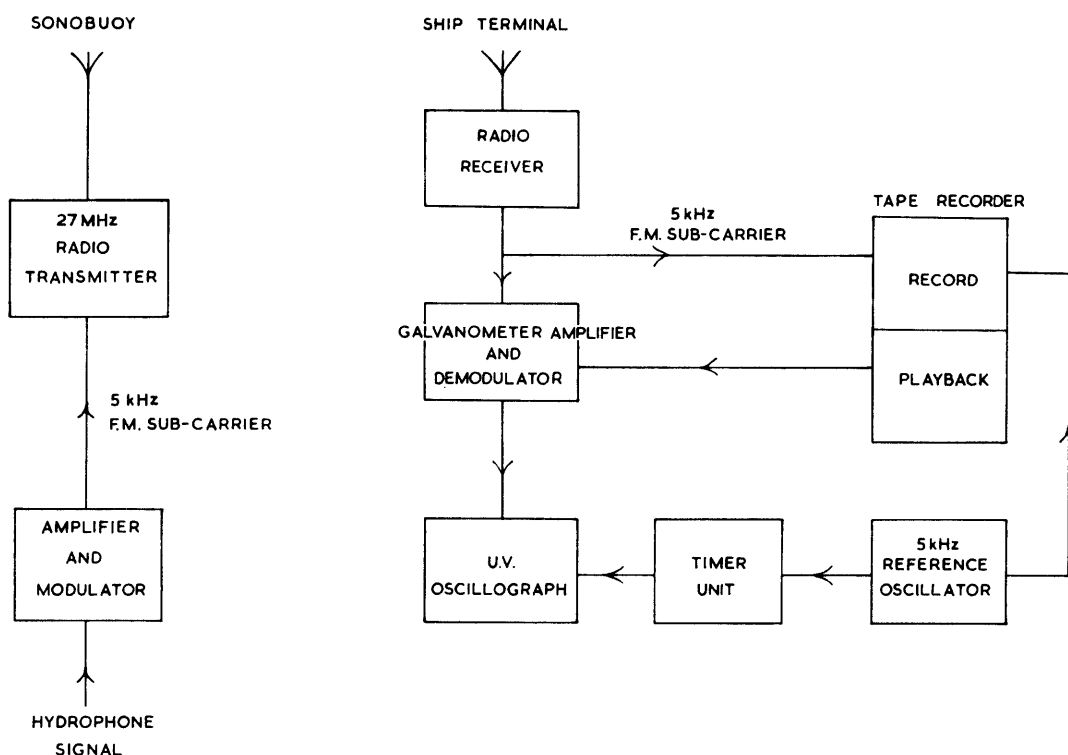 SONOBUOY
27 MHz
RADIO
TRANSMITTER
5 kHz
F.M. SUB-CARRIER
AMPLIFIER
AND
MODULATOR
HYDROPHONE
SIGNAL
SHIP TERMINAL
RADIO
RECEIVER
5 kHz
F.M. SUB-CARRIER
TAPE RECORDER
RECORD
PLAYBACK
GALVANOMETER AMPLIFIER
AND
DEMODULATOR
U.V.
OSCILLOGRAPH
TIMER
UNIT
5 kHz
REFERENCE
OSCILLATOR